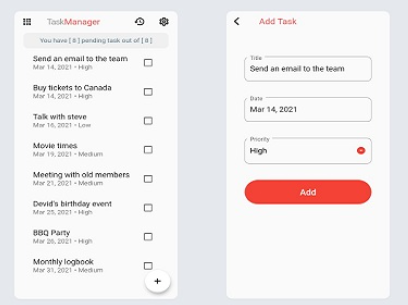 TaskManager
You have [ 8 ] pending task out of [ 8 ]
Send an email to the team
Mar 14, 2021 • High
Buy tickets to Canada
Mar 14, 2021 • High
Talk with steve
Mar 16, 2021 • Low
Movie times
Mar 19, 2021 • Medium
Meeting with old members
Mar 21, 2021 • Medium
Devid's birthday event
Mar 25, 2021 • High
BBQ Party
Mar 26, 2021 • High
Monthly logbook
Mar 31, 2021 • Medium
Add Task
Title
Send an email to the team
Date
Mar 14, 2021
Priority
High
Add